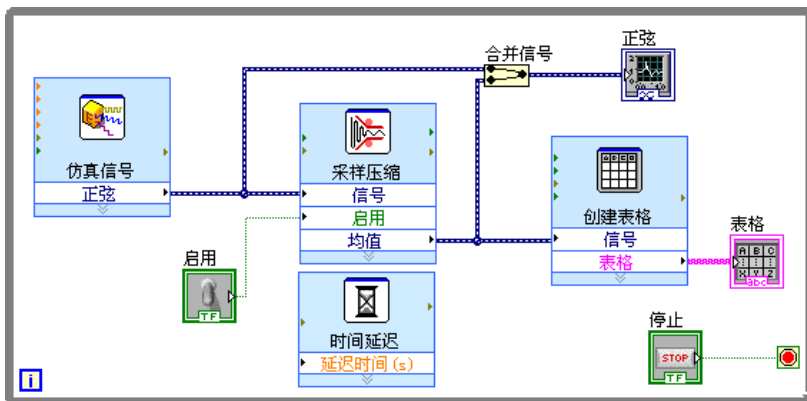 合并信号
正弦
仿真信号
正弦
采样压缩
信号
启用
均值
创建表格
信号
表格
表格
A B C
X Y Z
abc
启用
TF
时间延迟
延迟时间(s)
停止
STOP
TF
i